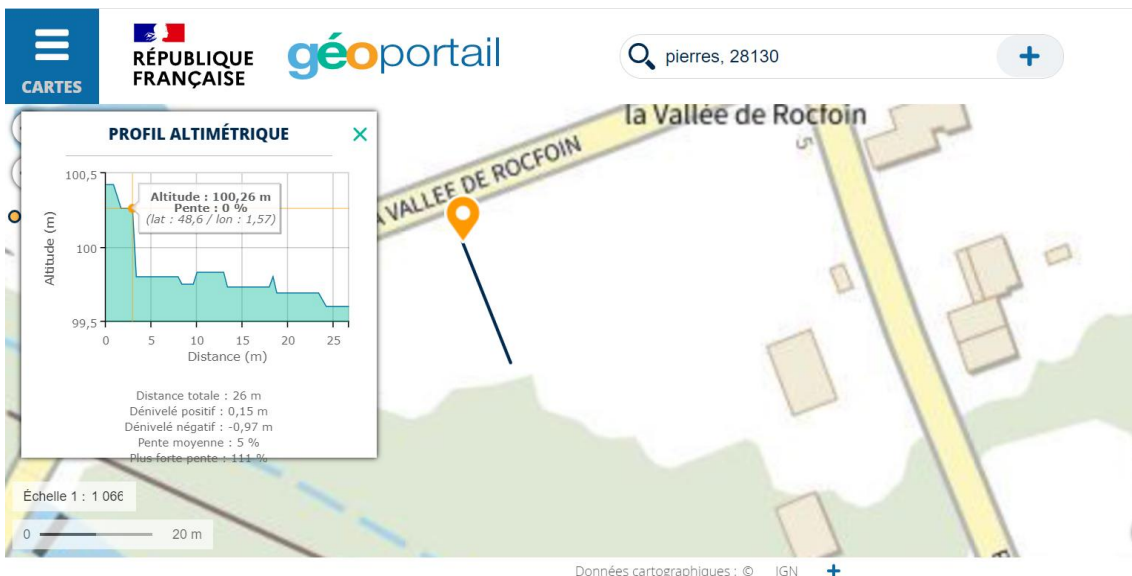 CARTES
RÉPUBLIQUE
FRANÇAISE
géoportail
pierres, 28130
la Vallée de Rocfoin
VALLEE DE ROCFOIN
5
PROFIL ALTIMÉTRIQUE
Altitude (m)
100,5
100
99,5
Altitude : 100,26 m
Pente : 0 %
(lat : 48,6 / lon : 1,57)
0 5 10 15 20 25
Distance (m)
Distance totale : 26 m
Dénivelé positif : 0,15 m
Dénivelé négatif : -0,97 m
Pente moyenne : 5 %
Plus forte pente : 111 %
Échelle 1 : 1 066
0 20 m
Données cartographiques : © IGN